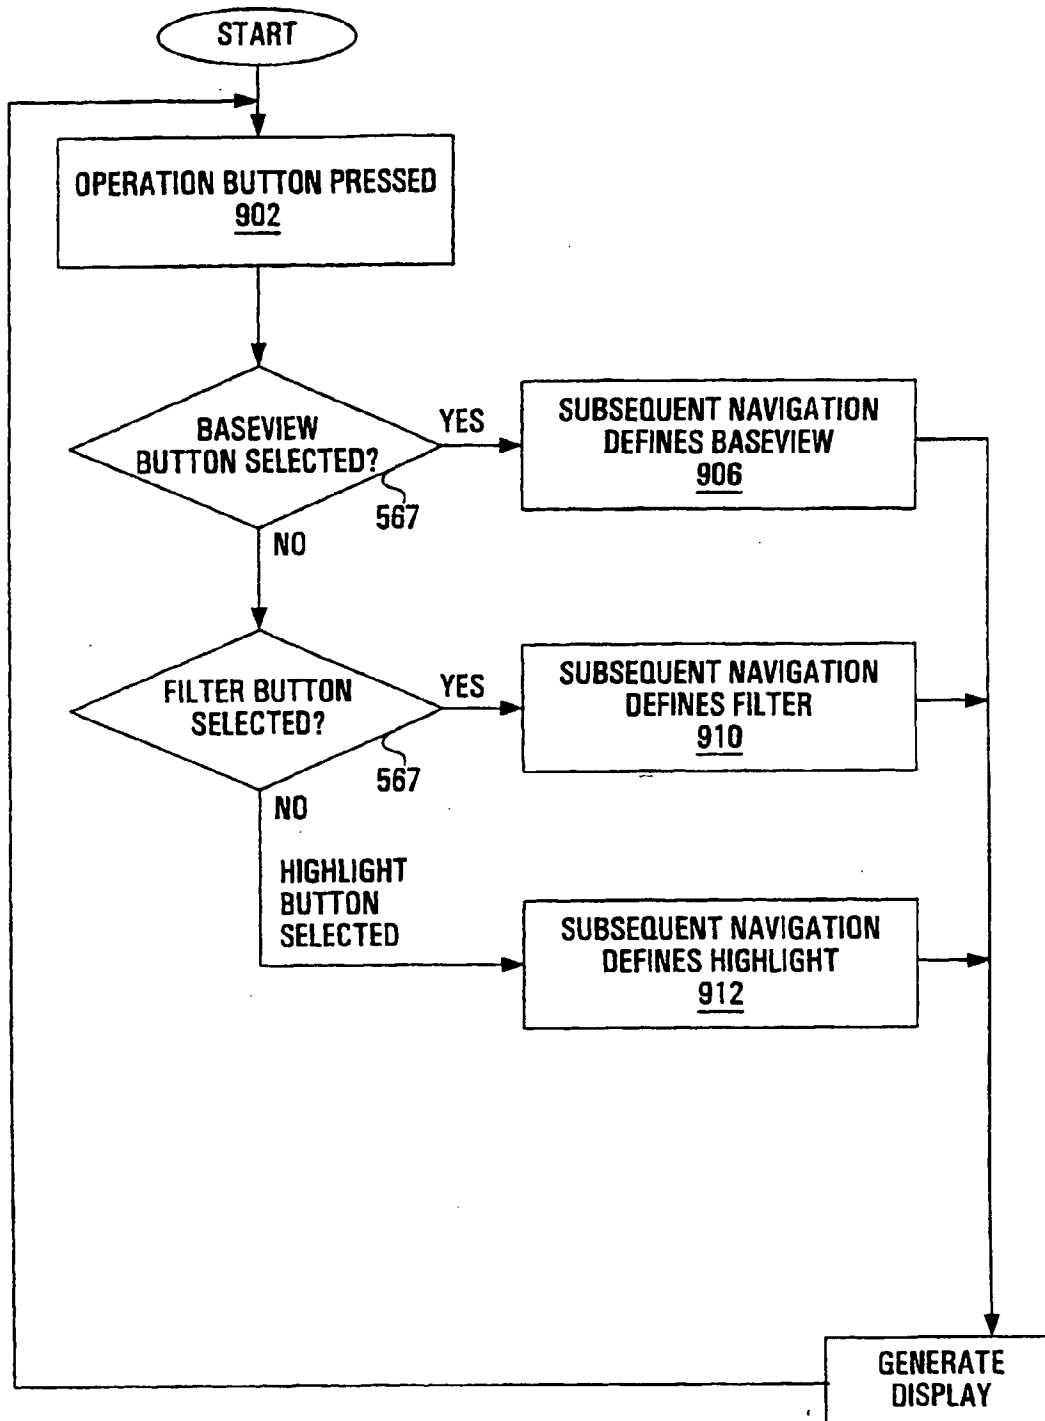 START
OPERATION BUTTON PRESSED
902
BASEVIEW
BUTTON SELECTED?
YES
567
NO
SUBSEQUENT NAVIGATION
DEFINES BASEVIEW
906
FILTER BUTTON
SELECTED?
YES
567
NO
SUBSEQUENT NAVIGATION
DEFINES FILTER
910
HIGHLIGHT
BUTTON
SELECTED
SUBSEQUENT NAVIGATION
DEFINES HIGHLIGHT
912
GENERATE
DISPLAY